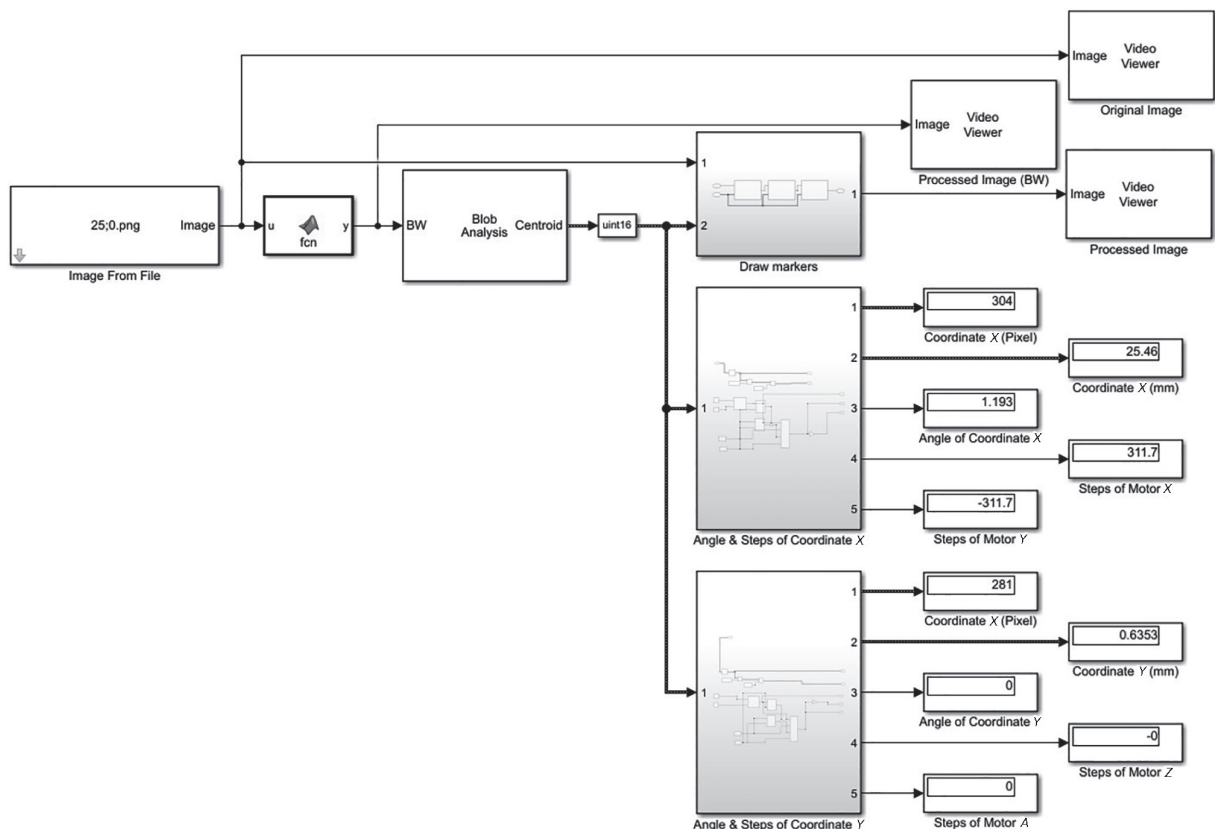 Image
Video
Viewer
Original Image
Image
Video
Viewer
Processed Image (BW)
Image
Video
Viewer
Processed Image
25;0.png
Image
Image From File
u
y
fcn
BW
Blob
Analysis
Centroid
uint16
1
2
1
Draw markers
1
1
2
3
4
5
Angle & Steps of Coordinate X
304
Coordinate X (Pixel)
25.46
Coordinate X (mm)
1.193
Angle of Coordinate X
311.7
Steps of Motor X
-311.7
Steps of Motor Y
1
1
2
3
4
5
Angle & Steps of Coordinate Y
281
Coordinate X (Pixel)
0.6353
Coordinate Y (mm)
0
Angle of Coordinate Y
-0
Steps of Motor Z
0
Steps of Motor A